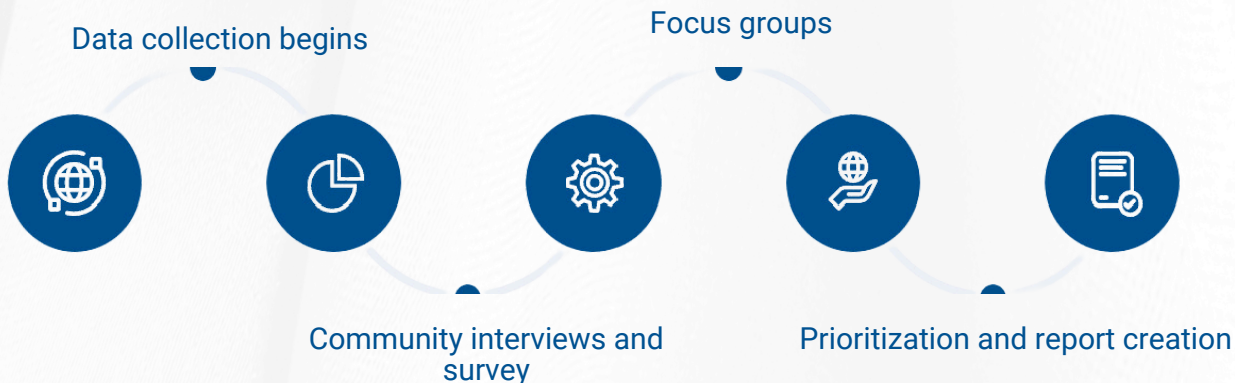 Data collection begins
Focus groups
Community interviews and
survey
Prioritization and report creation